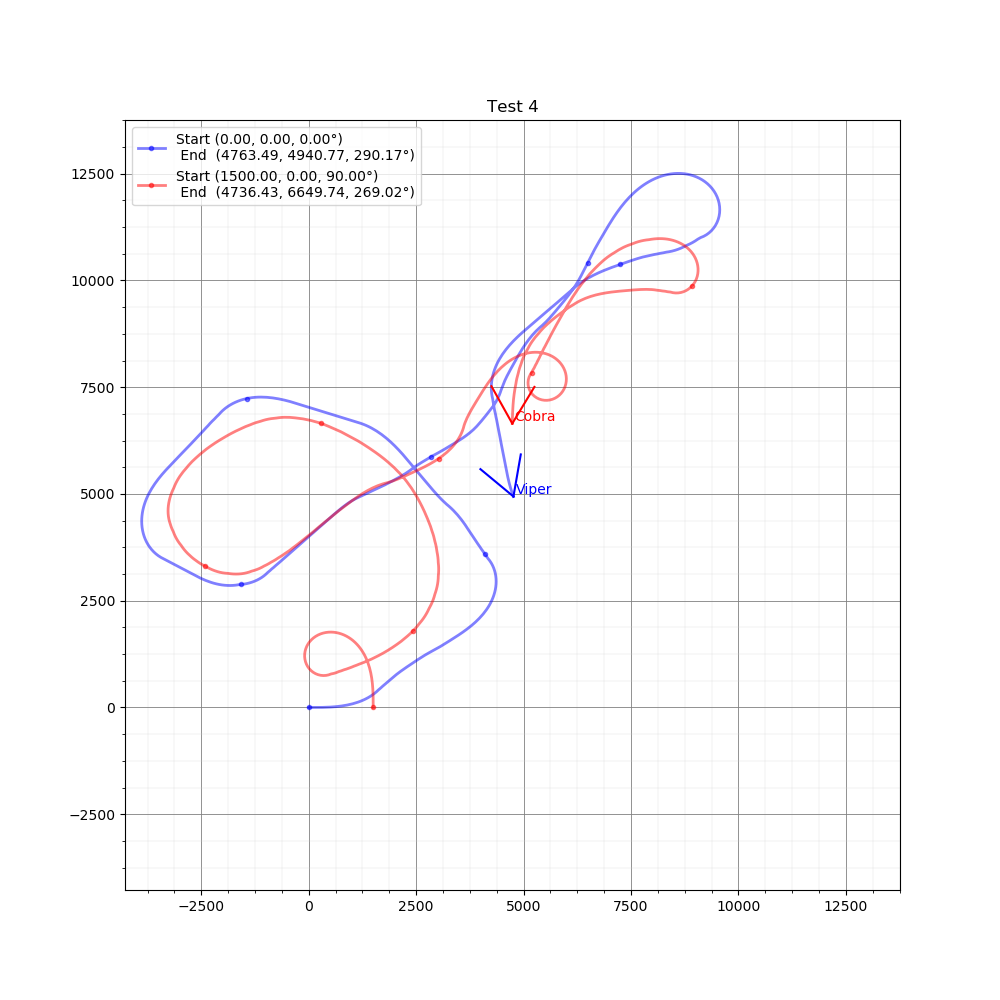 Test 4
Start (0.00, 0.00, 0.00°)
End  (4763.49, 4940.77, 290.17°)
Start (1500.00, 0.00, 90.00°)
End  (4736.43, 6649.74, 269.02°)
12500
10000
7500
5000
2500
0
−2500
Cobra
Viper
−2500 0 2500 5000 7500 10000 12500